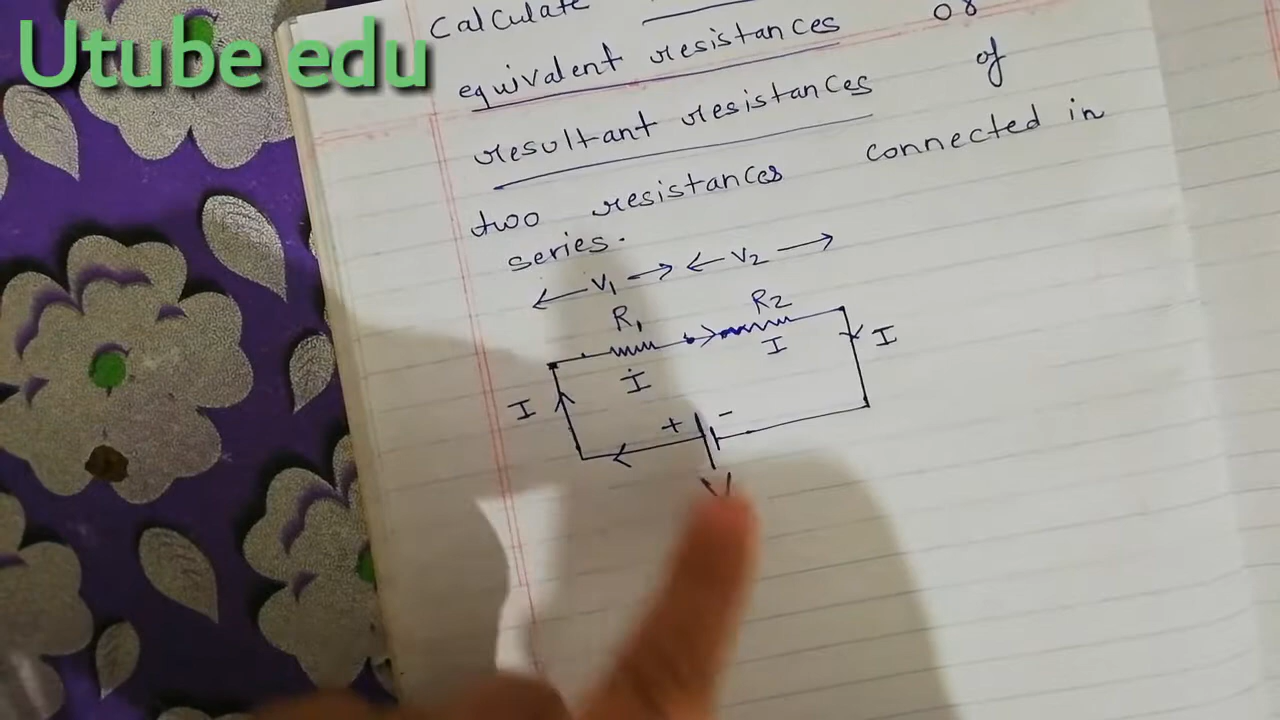 Utube edu
Calculate
equivalent resistances or
resultant resistances of
two resistances connected in
series.
V1 V2
R1 R2
I I I I
+ -
V